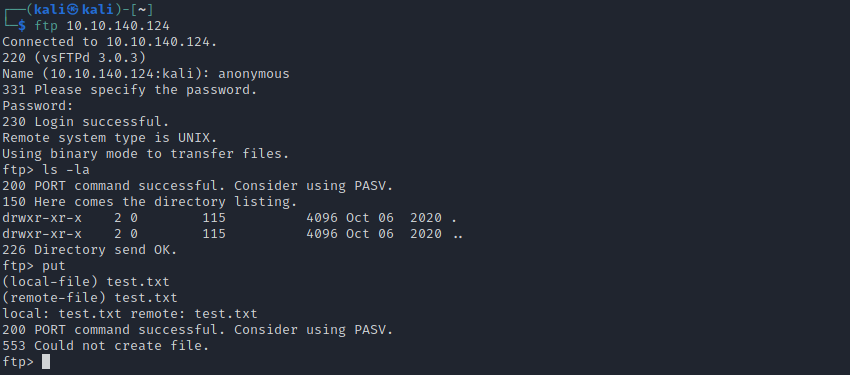 ┌──(kali㉿kali)-[~]
└─$ ftp 10.10.140.124
Connected to 10.10.140.124.
220 (vsFTPd 3.0.3)
Name (10.10.140.124:kali): anonymous
331 Please specify the password.
Password:
230 Login successful.
Remote system type is UNIX.
Using binary mode to transfer files.
ftp> ls -la
200 PORT command successful. Consider using PASV.
150 Here comes the directory listing.
drwxr-xr-x    2 0        115          4096 Oct 06  2020 .
drwxr-xr-x    2 0        115          4096 Oct 06  2020 ..
226 Directory send OK.
ftp> put
(local-file) test.txt
(remote-file) test.txt
local: test.txt remote: test.txt
200 PORT command successful. Consider using PASV.
553 Could not create file.
ftp>